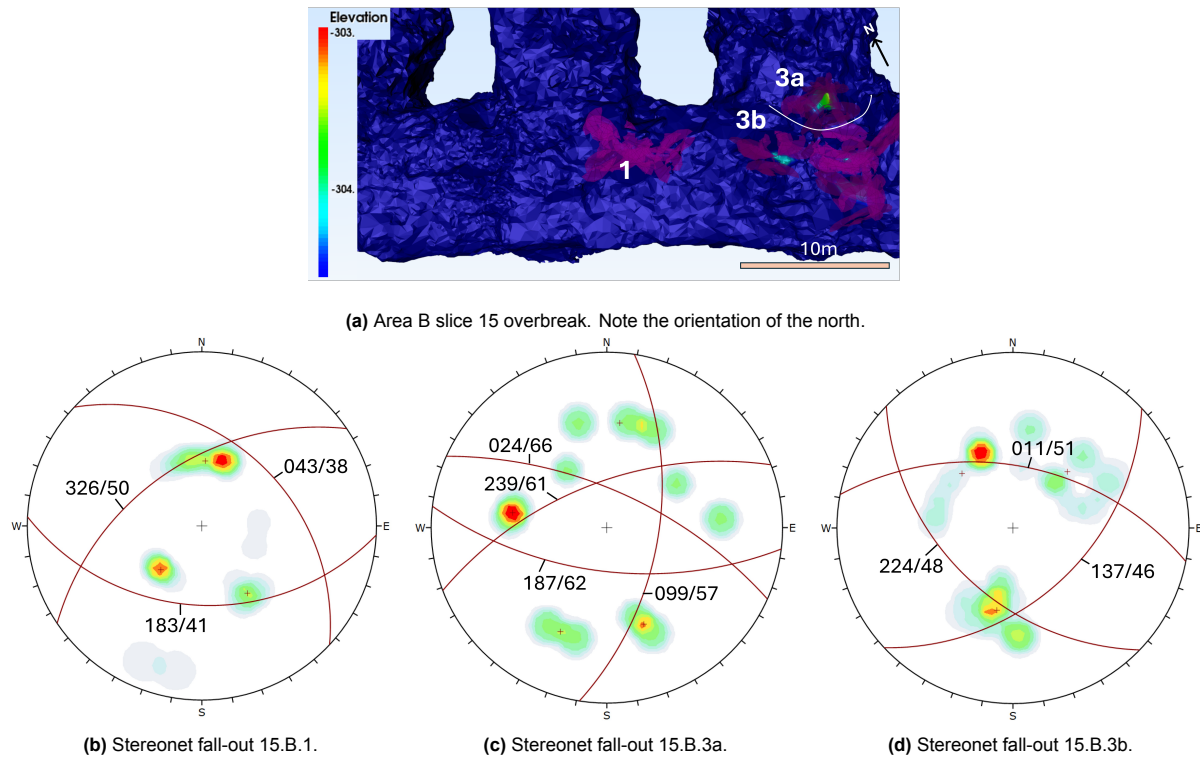 Elevation
-303.
-304.
N
3a
3b
1
10m
(a) Area B slice 15 overbreak. Note the orientation of the north.
N
043/38
326/50
W
E
183/41
S
N
024/66
239/61
W
E
187/62
099/57
S
N
011/51
W
E
224/48
137/46
S
(b) Stereonet fall-out 15.B.1.
(c) Stereonet fall-out 15.B.3a.
(d) Stereonet fall-out 15.B.3b.